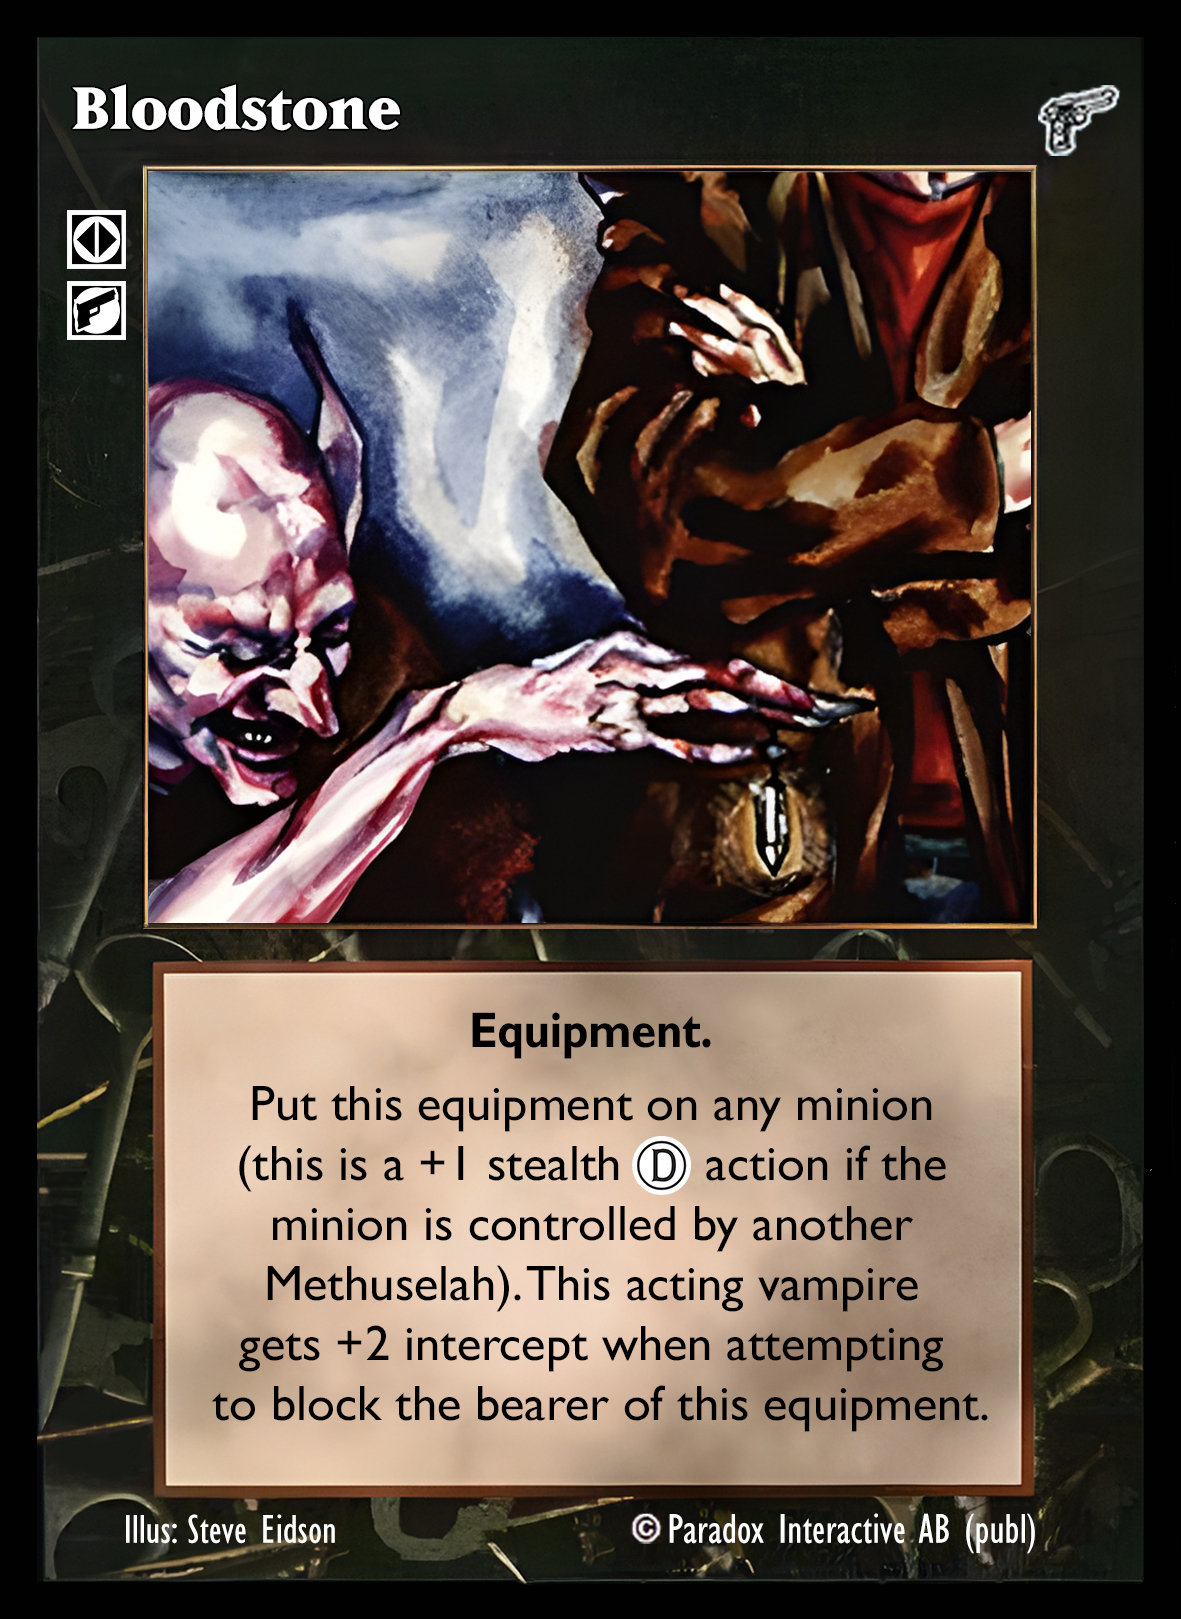 Bloodstone
Equipment.
Put this equipment on any minion
(this is a +1 stealth Ⓓ action if the
minion is controlled by another
Methuselah). This acting vampire
gets +2 intercept when attempting
to block the bearer of this equipment.
Illus: Steve Eidson
© Paradox Interactive AB (publ)